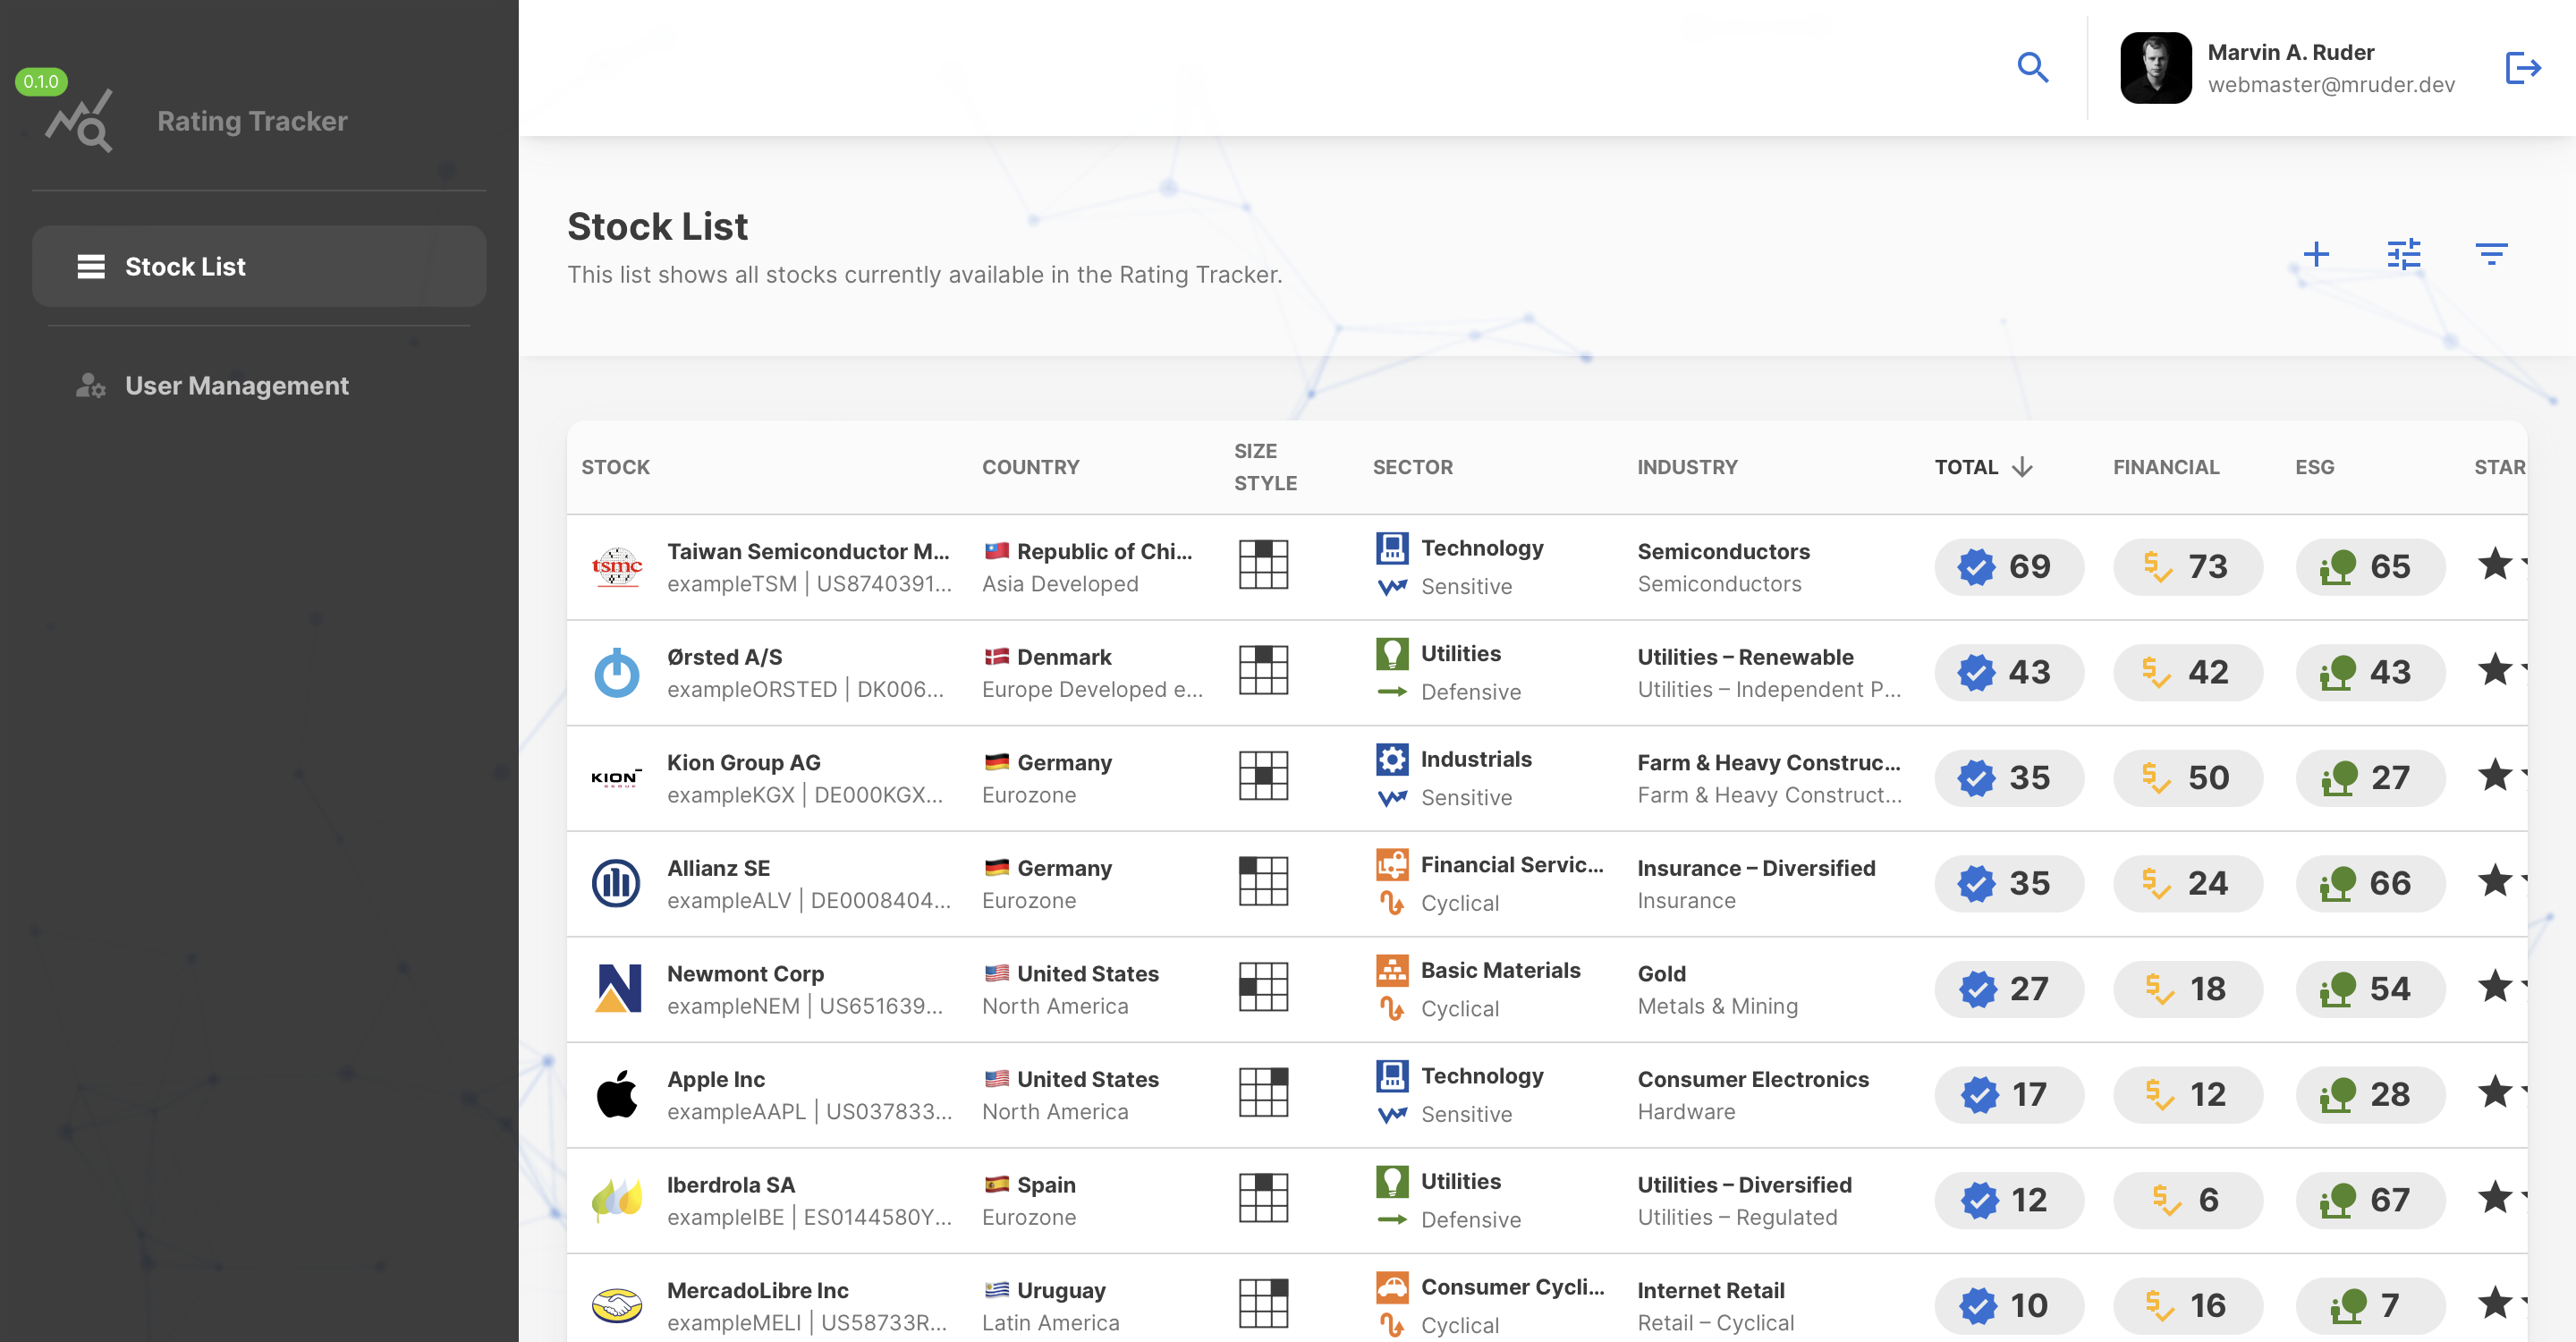 0.1.0
Rating Tracker
Stock List
User Management
Marvin A. Ruder
webmaster@mruder.dev
Stock List
This list shows all stocks currently available in the Rating Tracker.
STOCK COUNTRY SIZE STYLE SECTOR INDUSTRY TOTAL FINANCIAL ESG STAR
tsmc Taiwan Semiconductor M... 🇹🇼 Republic of Chi... Technology Semiconductors 69 73 65
exampleTSM | US8740391... Asia Developed Sensitive Semiconductors
Ørsted A/S Denmark Utilities Utilities – Renewable 43 42 43
exampleORSTED | DK006... Europe Developed e... Defensive Utilities – Independent P...
KION GROUP Kion Group AG Germany Industrials Farm & Heavy Construc... 35 50 27
exampleKGX | DE000KGX... Eurozone Sensitive Farm & Heavy Construct...
Allianz SE Germany Financial Servic... Insurance – Diversified 35 24 66
exampleALV | DE0008404... Eurozone Cyclical Insurance
Newmont Corp United States Basic Materials Gold 27 18 54
exampleNEM | US651639... North America Cyclical Metals & Mining
Apple Inc United States Technology Consumer Electronics 17 12 28
exampleAAPL | US037833... North America Sensitive Hardware
Iberdrola SA Spain Utilities Utilities – Diversified 12 6 67
exampleIBE | ES0144580Y... Eurozone Defensive Utilities – Regulated
MercadoLibre Inc Uruguay Consumer Cycli... Internet Retail 10 16 7
exampleMELI | US58733R... Latin America Cyclical Retail – Cyclical